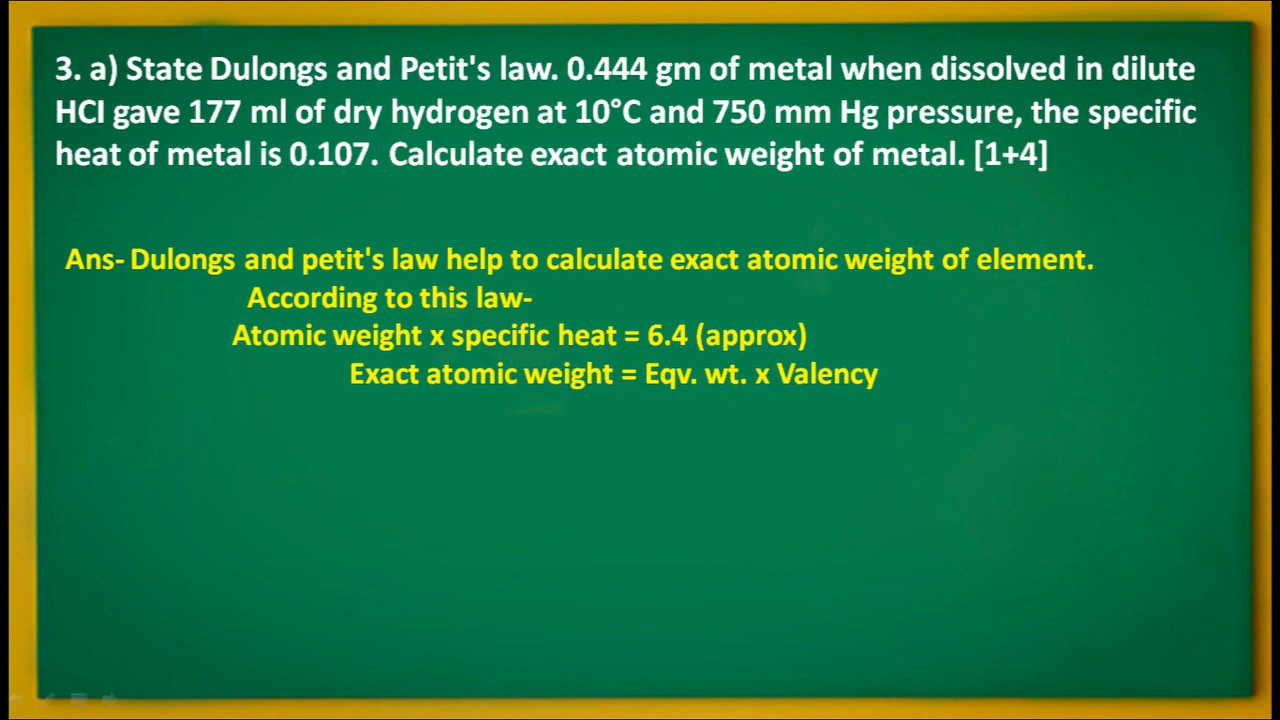 3. a) State Dulongs and Petit's law. 0.444 gm of metal when dissolved in dilute
HCl gave 177 ml of dry hydrogen at 10°C and 750 mm Hg pressure, the specific
heat of metal is 0.107. Calculate exact atomic weight of metal. [1+4]
Ans- Dulongs and petit's law help to calculate exact atomic weight of element.
According to this law-
Atomic weight x specific heat = 6.4 (approx)
Exact atomic weight = Eqv. wt. x Valency